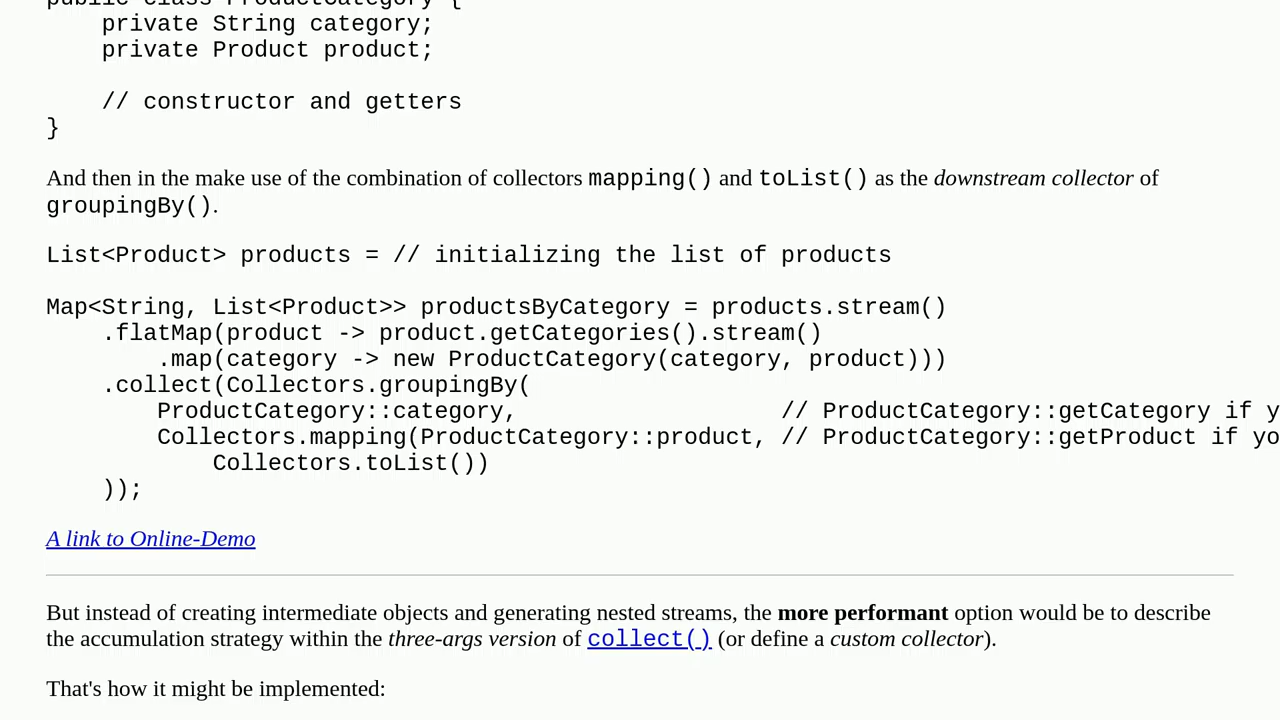 public class ProductCategory {
    private String category;
    private Product product;

    // constructor and getters
}
And then in the make use of the combination of collectors mapping() and toList() as the downstream collector of
groupingBy().
List<Product> products = // initializing the list of products

Map<String, List<Product>> productsByCategory = products.stream()
    .flatMap(product -> product.getCategories().stream()
        .map(category -> new ProductCategory(category, product)))
    .collect(Collectors.groupingBy(
        ProductCategory::category,                   // ProductCategory::getCategory if y
        Collectors.mapping(ProductCategory::product, // ProductCategory::getProduct if yo
            Collectors.toList())
    ));
A link to Online-Demo
But instead of creating intermediate objects and generating nested streams, the more performant option would be to describe
the accumulation strategy within the three-args version of collect() (or define a custom collector).
That's how it might be implemented: